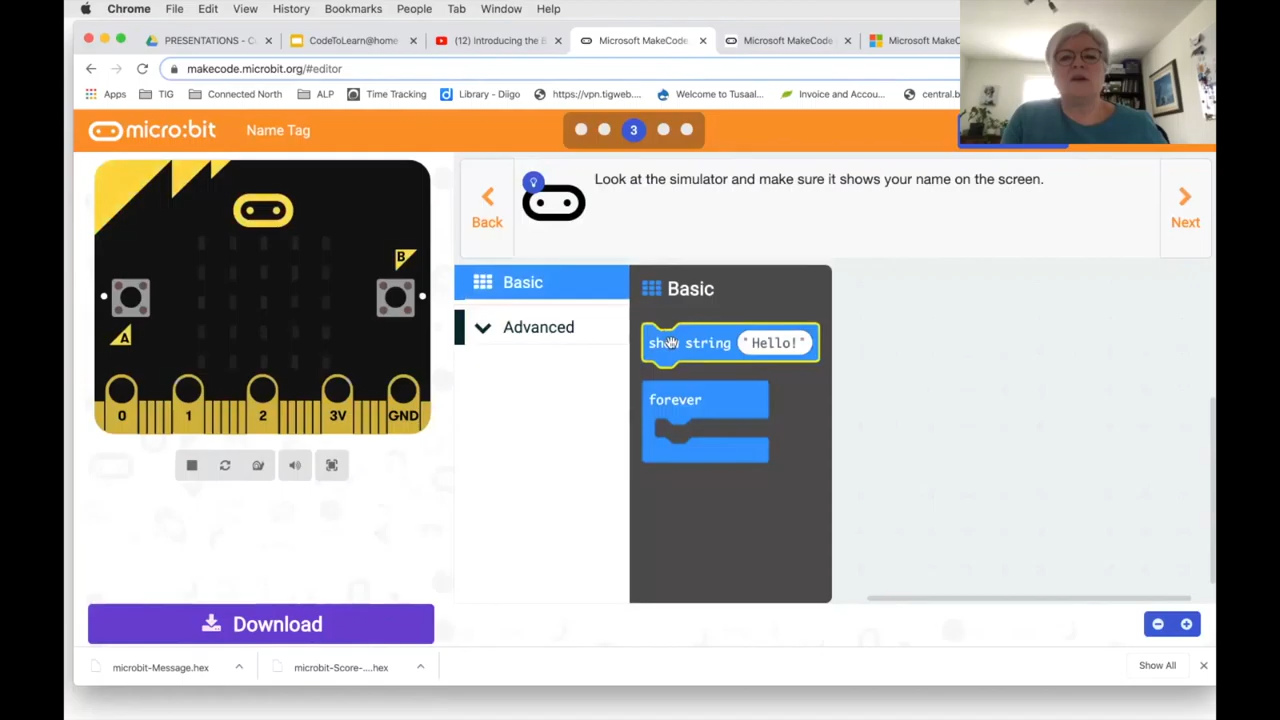 Chrome File Edit View History Bookmarks People Tab Window Help
PRESENTATIONS - C
CodeToLearn@home
(12) Introducing the B
Microsoft MakeCode
Microsoft MakeCode
Microsoft MakeC
makecode.microbit.org/#editor
Apps TIG Connected North ALP Time Tracking Library - Diigo https://vpn.tigweb.... Welcome to Tusaal... Invoice and Accou... central.b
micro:bit Name Tag 3
Look at the simulator and make sure it shows your name on the screen.
Back
Next
B
A
0 1 2 3V GND
Basic
Advanced
Basic
show string "Hello!"
forever
Download
microbit-Message.hex
microbit-Score-....hex
Show All